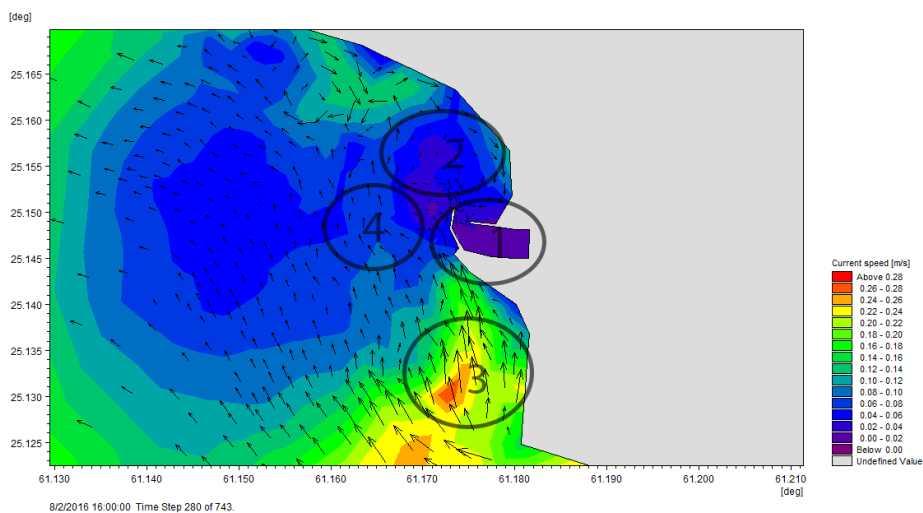 [deg]
25.165
25.160
25.155
25.150
25.145
25.140
25.135
25.130
25.125
2
4
1
3
61.130 61.140 61.150 61.160 61.170 61.180 61.190 61.200 61.210
[deg]
8/2/2016 16:00:00 Time Step 280 of 743.
Current speed [m/s]
Above 0.28
0.26 - 0.28
0.24 - 0.26
0.22 - 0.24
0.20 - 0.22
0.18 - 0.20
0.16 - 0.18
0.14 - 0.16
0.12 - 0.14
0.10 - 0.12
0.08 - 0.10
0.06 - 0.08
0.04 - 0.06
0.02 - 0.04
0.00 - 0.02
Below 0.00
Undefined Value